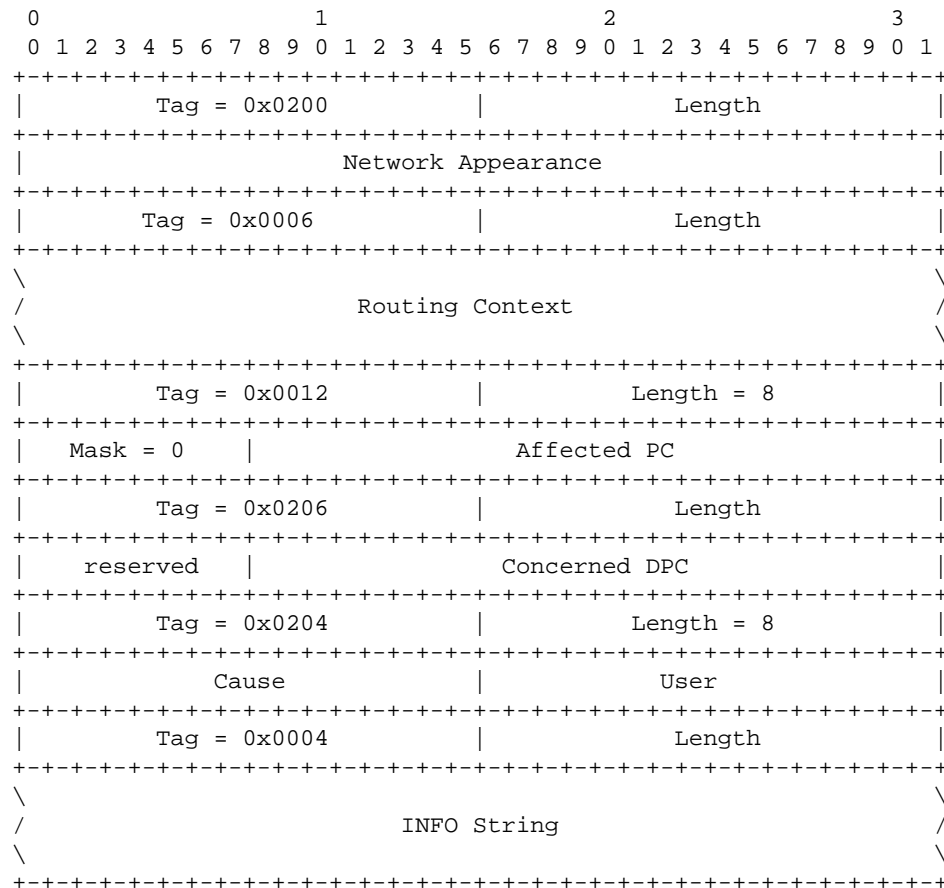 0                   1                   2                   3
 0 1 2 3 4 5 6 7 8 9 0 1 2 3 4 5 6 7 8 9 0 1 2 3 4 5 6 7 8 9 0 1
+-+-+-+-+-+-+-+-+-+-+-+-+-+-+-+-+-+-+-+-+-+-+-+-+-+-+-+-+-+-+-+-+
|         Tag = 0x0200          |             Length            |
+-+-+-+-+-+-+-+-+-+-+-+-+-+-+-+-+-+-+-+-+-+-+-+-+-+-+-+-+-+-+-+-+
|                      Network Appearance                       |
+-+-+-+-+-+-+-+-+-+-+-+-+-+-+-+-+-+-+-+-+-+-+-+-+-+-+-+-+-+-+-+-+
|        Tag = 0x0006           |             Length            |
+-+-+-+-+-+-+-+-+-+-+-+-+-+-+-+-+-+-+-+-+-+-+-+-+-+-+-+-+-+-+-+-+
\                                                               \
/                       Routing Context                         /
\                                                               \
+-+-+-+-+-+-+-+-+-+-+-+-+-+-+-+-+-+-+-+-+-+-+-+-+-+-+-+-+-+-+-+-+
|         Tag = 0x0012          |          Length = 8           |
+-+-+-+-+-+-+-+-+-+-+-+-+-+-+-+-+-+-+-+-+-+-+-+-+-+-+-+-+-+-+-+-+
|   Mask = 0    |                  Affected PC                  |
+-+-+-+-+-+-+-+-+-+-+-+-+-+-+-+-+-+-+-+-+-+-+-+-+-+-+-+-+-+-+-+-+
|         Tag = 0x0206          |             Length            |
+-+-+-+-+-+-+-+-+-+-+-+-+-+-+-+-+-+-+-+-+-+-+-+-+-+-+-+-+-+-+-+-+
|    reserved   |                 Concerned DPC                 |
+-+-+-+-+-+-+-+-+-+-+-+-+-+-+-+-+-+-+-+-+-+-+-+-+-+-+-+-+-+-+-+-+
|         Tag = 0x0204          |          Length = 8           |
+-+-+-+-+-+-+-+-+-+-+-+-+-+-+-+-+-+-+-+-+-+-+-+-+-+-+-+-+-+-+-+-+
|             Cause             |            User               |
+-+-+-+-+-+-+-+-+-+-+-+-+-+-+-+-+-+-+-+-+-+-+-+-+-+-+-+-+-+-+-+-+
|         Tag = 0x0004          |             Length            |
+-+-+-+-+-+-+-+-+-+-+-+-+-+-+-+-+-+-+-+-+-+-+-+-+-+-+-+-+-+-+-+-+
\                                                               \
/                          INFO String                          /
\                                                               \
+-+-+-+-+-+-+-+-+-+-+-+-+-+-+-+-+-+-+-+-+-+-+-+-+-+-+-+-+-+-+-+-+